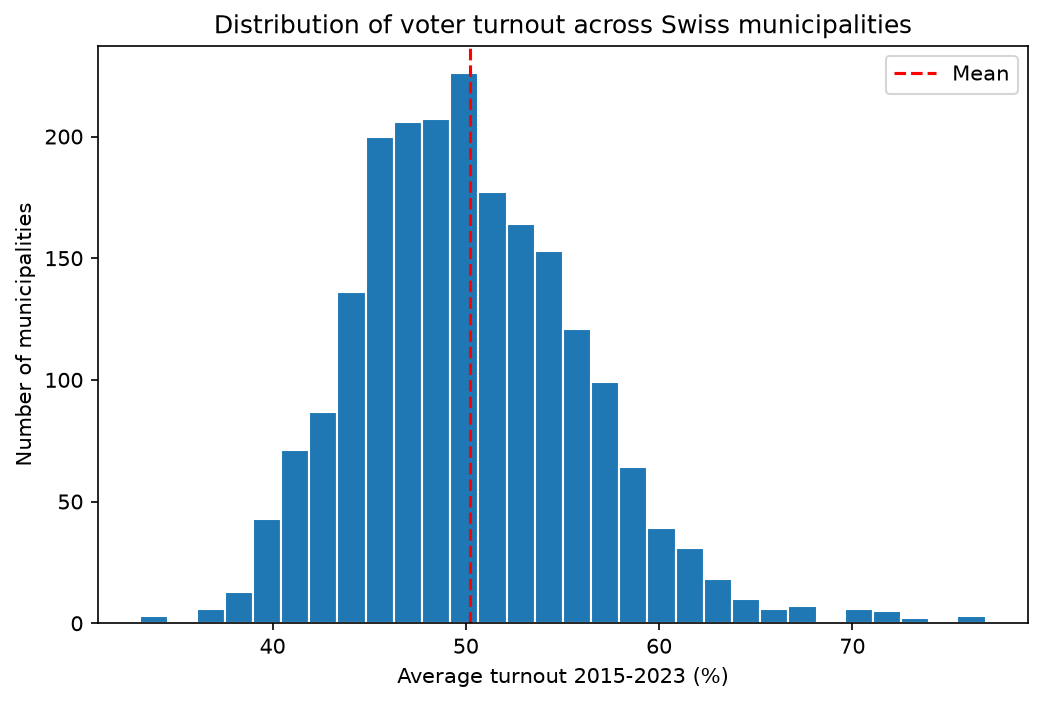 Distribution of voter turnout across Swiss municipalities
Mean
Number of municipalities
200
150
100
50
0
40 50 60 70
Average turnout 2015-2023 (%)